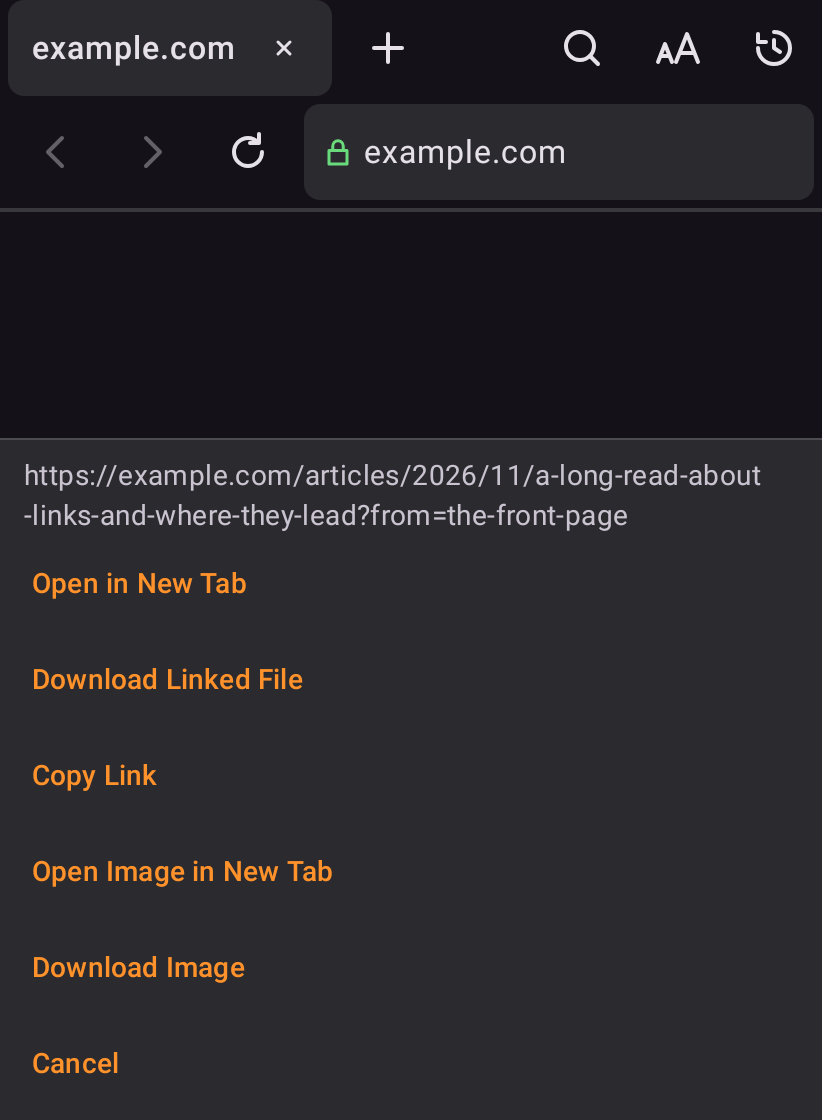 example.com
example.com
https://example.com/articles/2026/11/a-long-read-about
-links-and-where-they-lead?from=the-front-page
Open in New Tab
Download Linked File
Copy Link
Open Image in New Tab
Download Image
Cancel